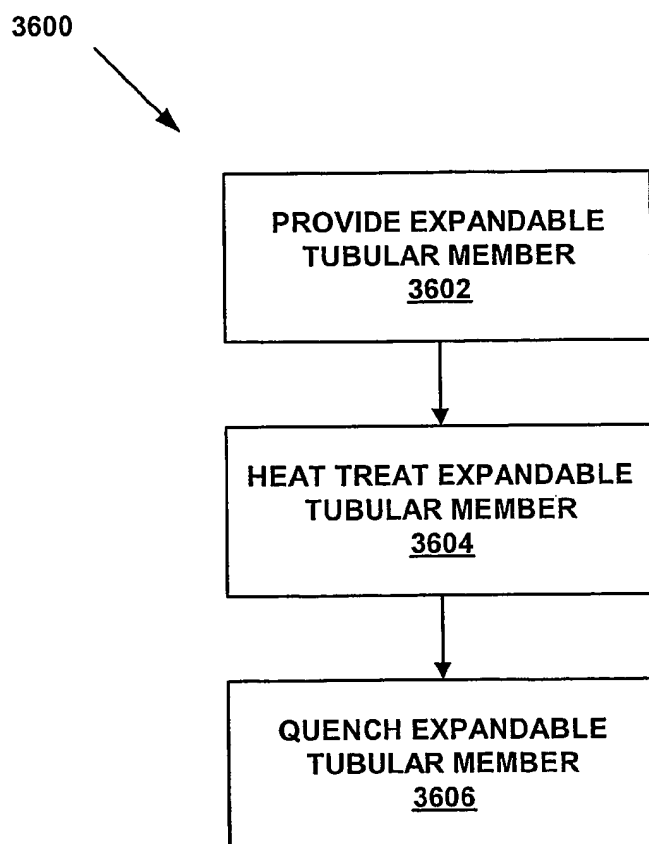 3600
PROVIDE EXPANDABLE
TUBULAR MEMBER
3602
HEAT TREAT EXPANDABLE
TUBULAR MEMBER
3604
QUENCH EXPANDABLE
TUBULAR MEMBER
3606